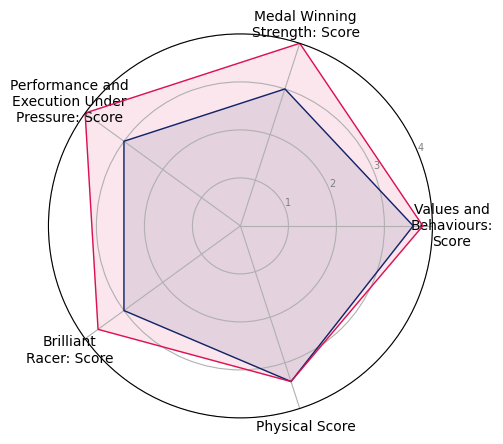 Medal Winning
Strength: Score
Performance and
Execution Under
Pressure: Score
4
3
2
1
Values and
Behaviours:
Score
Brilliant
Racer: Score
Physical Score